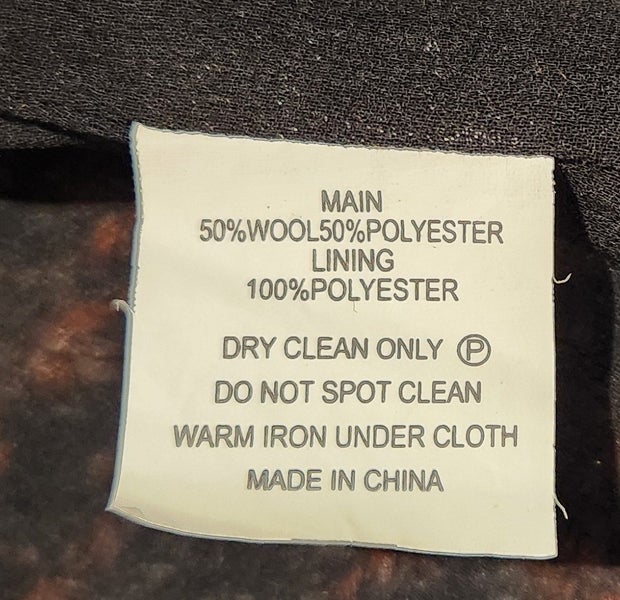 MAIN
50%WOOL50%POLYESTER
LINING
100%POLYESTER
DRY CLEAN ONLY Ⓟ
DO NOT SPOT CLEAN
WARM IRON UNDER CLOTH
MADE IN CHINA